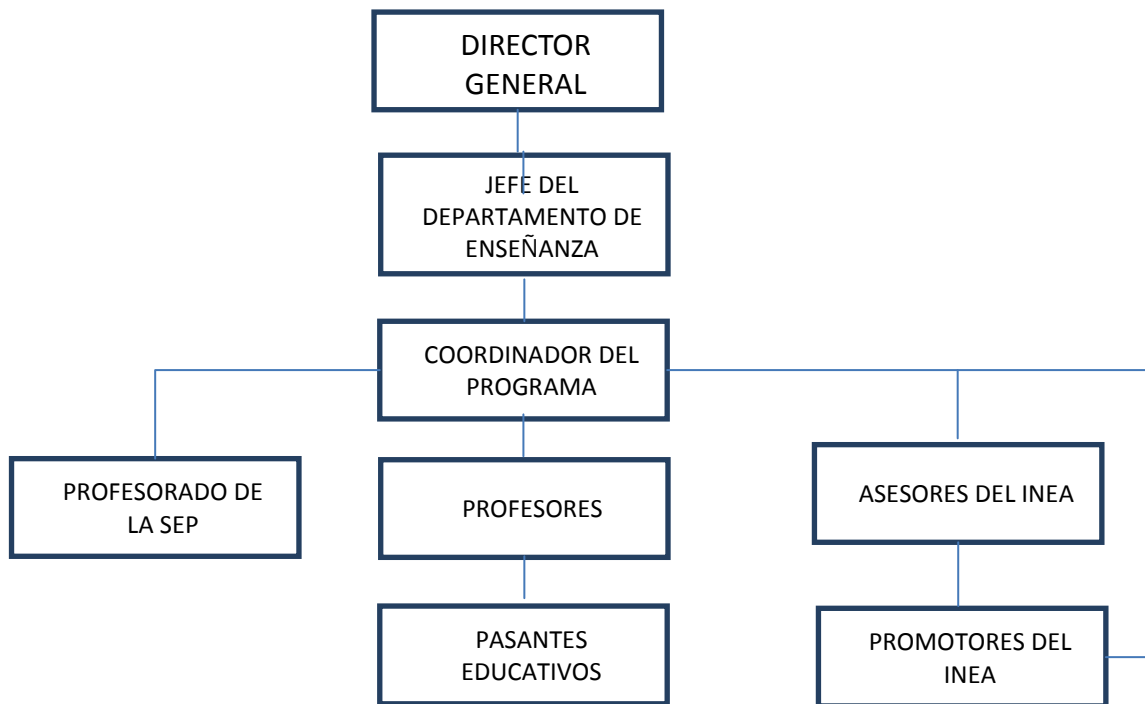 DIRECTOR
GENERAL
JEFE DEL
DEPARTAMENTO DE
ENSEÑANZA
COORDINADOR DEL
PROGRAMA
PROFESORADO DE
LA SEP
PROFESORES
ASESORES DEL INEA
PASANTES
EDUCATIVOS
PROMOTORES DEL
INEA